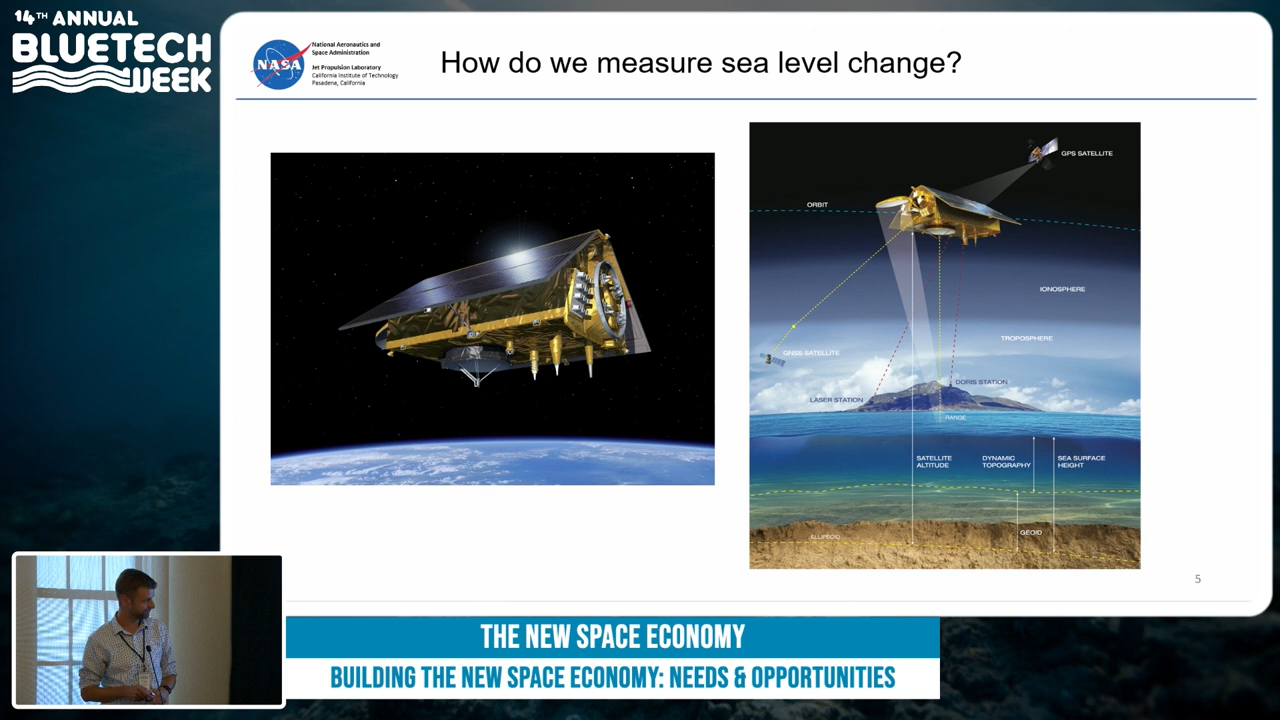 14TH ANNUAL
BLUETECH
WEEK
NASA
National Aeronautics and
Space Administration
Jet Propulsion Laboratory
California Institute of Technology
Pasadena, California
How do we measure sea level change?
GPS SATELLITE
ORBIT
IONOSPHERE
TROPOSPHERE
GNSS SATELLITE
DORIS STATION
LASER STATION
RANGE
SATELLITE
ALTITUDE
DYNAMIC
TOPOGRAPHY
SEA SURFACE
HEIGHT
GEOID
ELLIPSOID
5
THE NEW SPACE ECONOMY
BUILDING THE NEW SPACE ECONOMY: NEEDS & OPPORTUNITIES